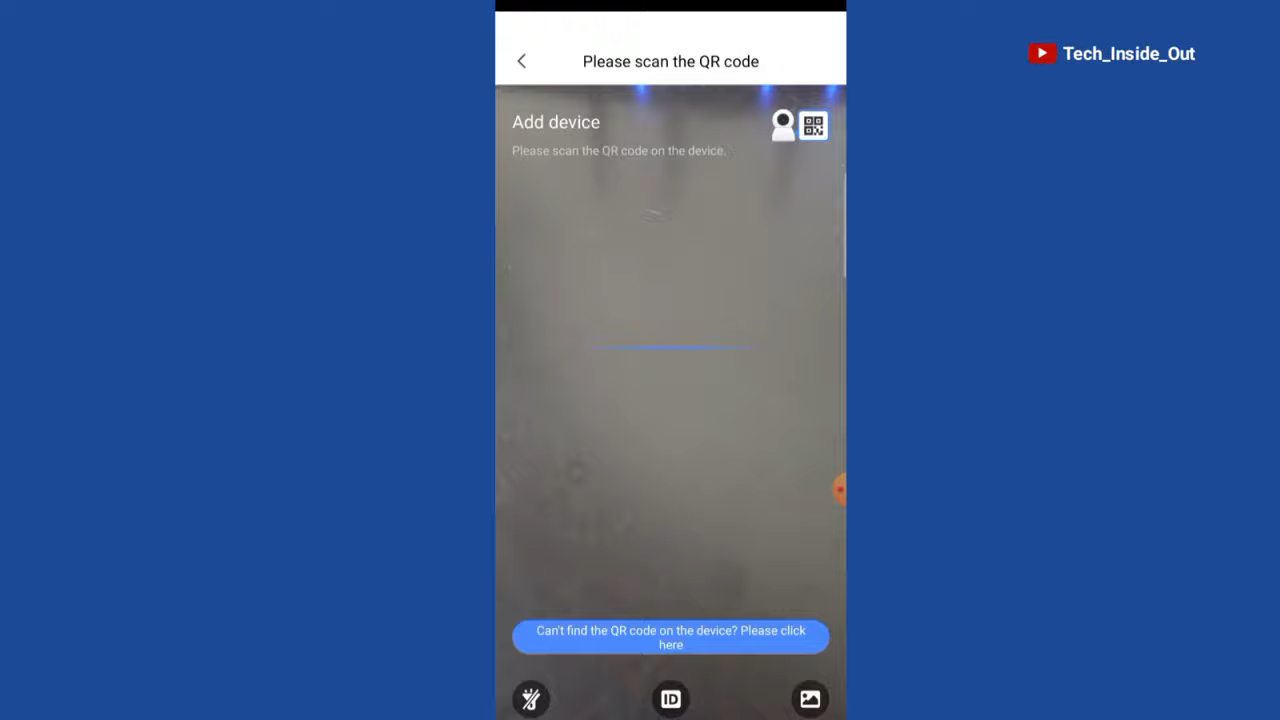 Please scan the QR code
Tech_Inside_Out
Add device
Please scan the QR code on the device.
Can't find the QR code on the device? Please click
here
ID